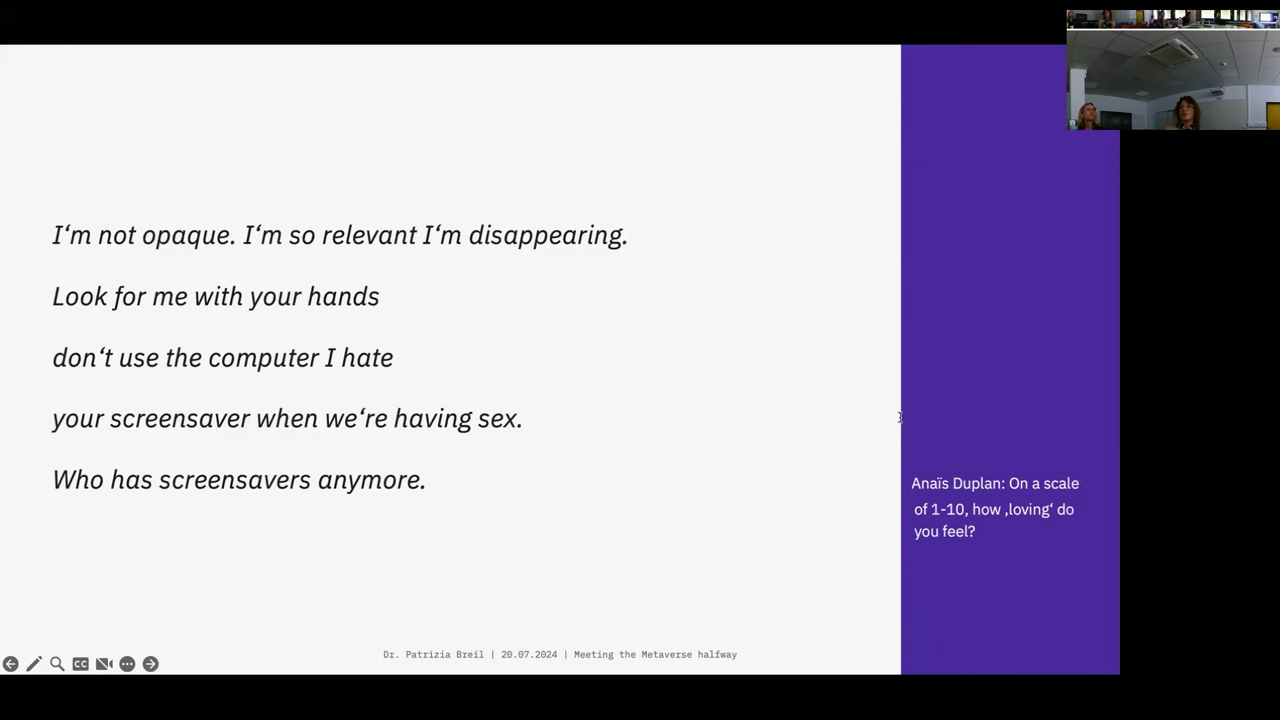 I‘m not opaque. I‘m so relevant I‘m disappearing.
Look for me with your hands
don‘t use the computer I hate
your screensaver when we‘re having sex.
Who has screensavers anymore.
Anaïs Duplan: On a scale
of 1-10, how ‚loving‘ do
you feel?
Dr. Patrizia Breil | 20.07.2024 | Meeting the Metaverse halfway
CC